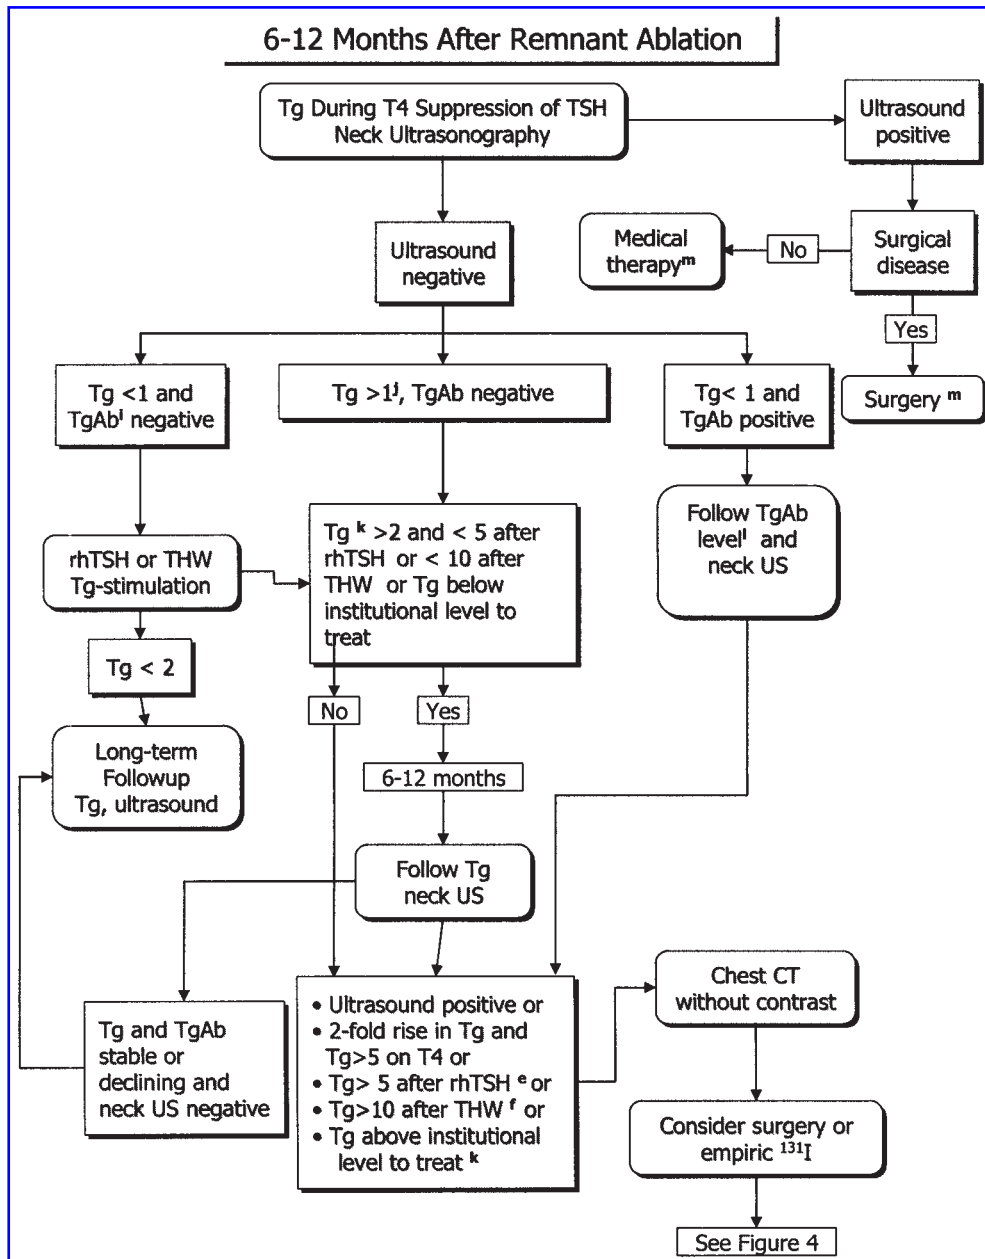 6-12 Months After Remnant Ablation
Tg During T4 Suppression of TSH
Neck Ultrasonography
Ultrasound
positive
Ultrasound
negative
Medical
therapyᵐ
No
Surgical
disease
Yes
Surgery ᵐ
Tg <1 and
TgAbⁱ negative
Tg >1ʲ, TgAb negative
Tg< 1 and
TgAb positive
rhTSH or THW
Tg-stimulation
Tg ᵏ >2 and < 5 after
rhTSH or < 10 after
THW or Tg below
institutional level to
treat
Follow TgAb
levelˡ and
neck US
Tg < 2
No
Yes
Long-term
Followup
Tg, ultrasound
6-12 months
Follow Tg
neck US
Tg and TgAb
stable or
declining and
neck US negative
• Ultrasound positive or
• 2-fold rise in Tg and
Tg>5 on T4 or
• Tg> 5 after rhTSH ᵉ or
• Tg>10 after THW ᶠ or
• Tg above institutional
level to treat ᵏ
Chest CT
without contrast
Consider surgery or
empiric ¹³¹I
See Figure 4